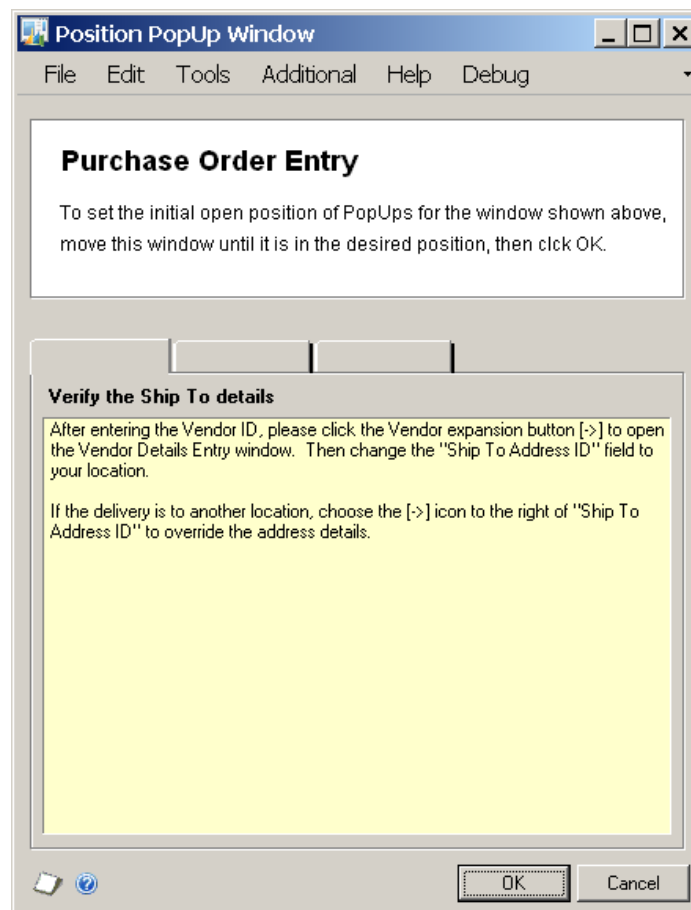 Position PopUp Window
File Edit Tools Additional Help Debug
Purchase Order Entry
To set the initial open position of PopUps for the window shown above,
move this window until it is in the desired position, then clck OK.
Verify the Ship To details
After entering the Vendor ID, please click the Vendor expansion button [->] to open
the Vendor Details Entry window.  Then change the "Ship To Address ID" field to
your location.
If the delivery is to another location, choose the [->] icon to the right of "Ship To
Address ID" to override the address details.
OK Cancel